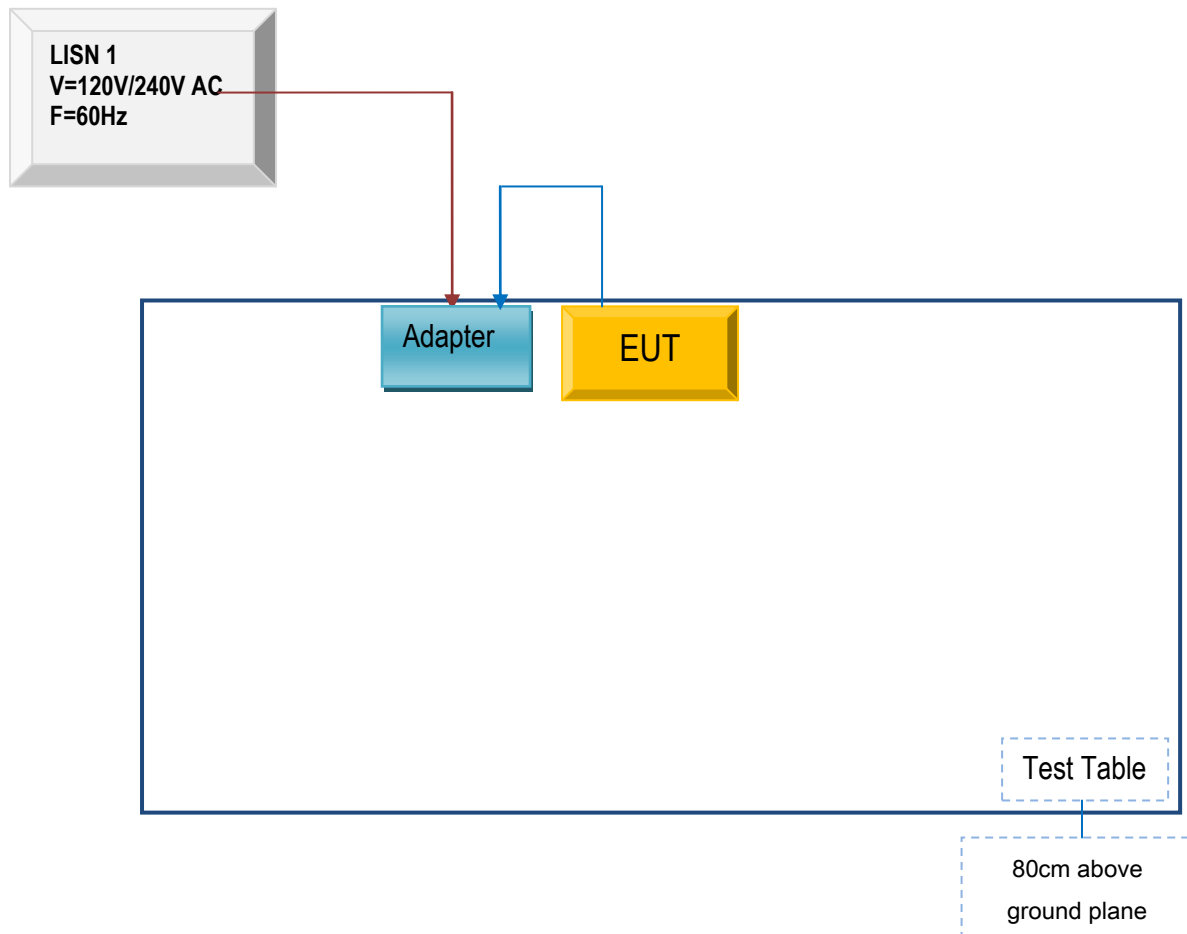 LISN 1
V=120V/240V AC
F=60Hz
Adapter
EUT
Test Table
80cm above
ground plane